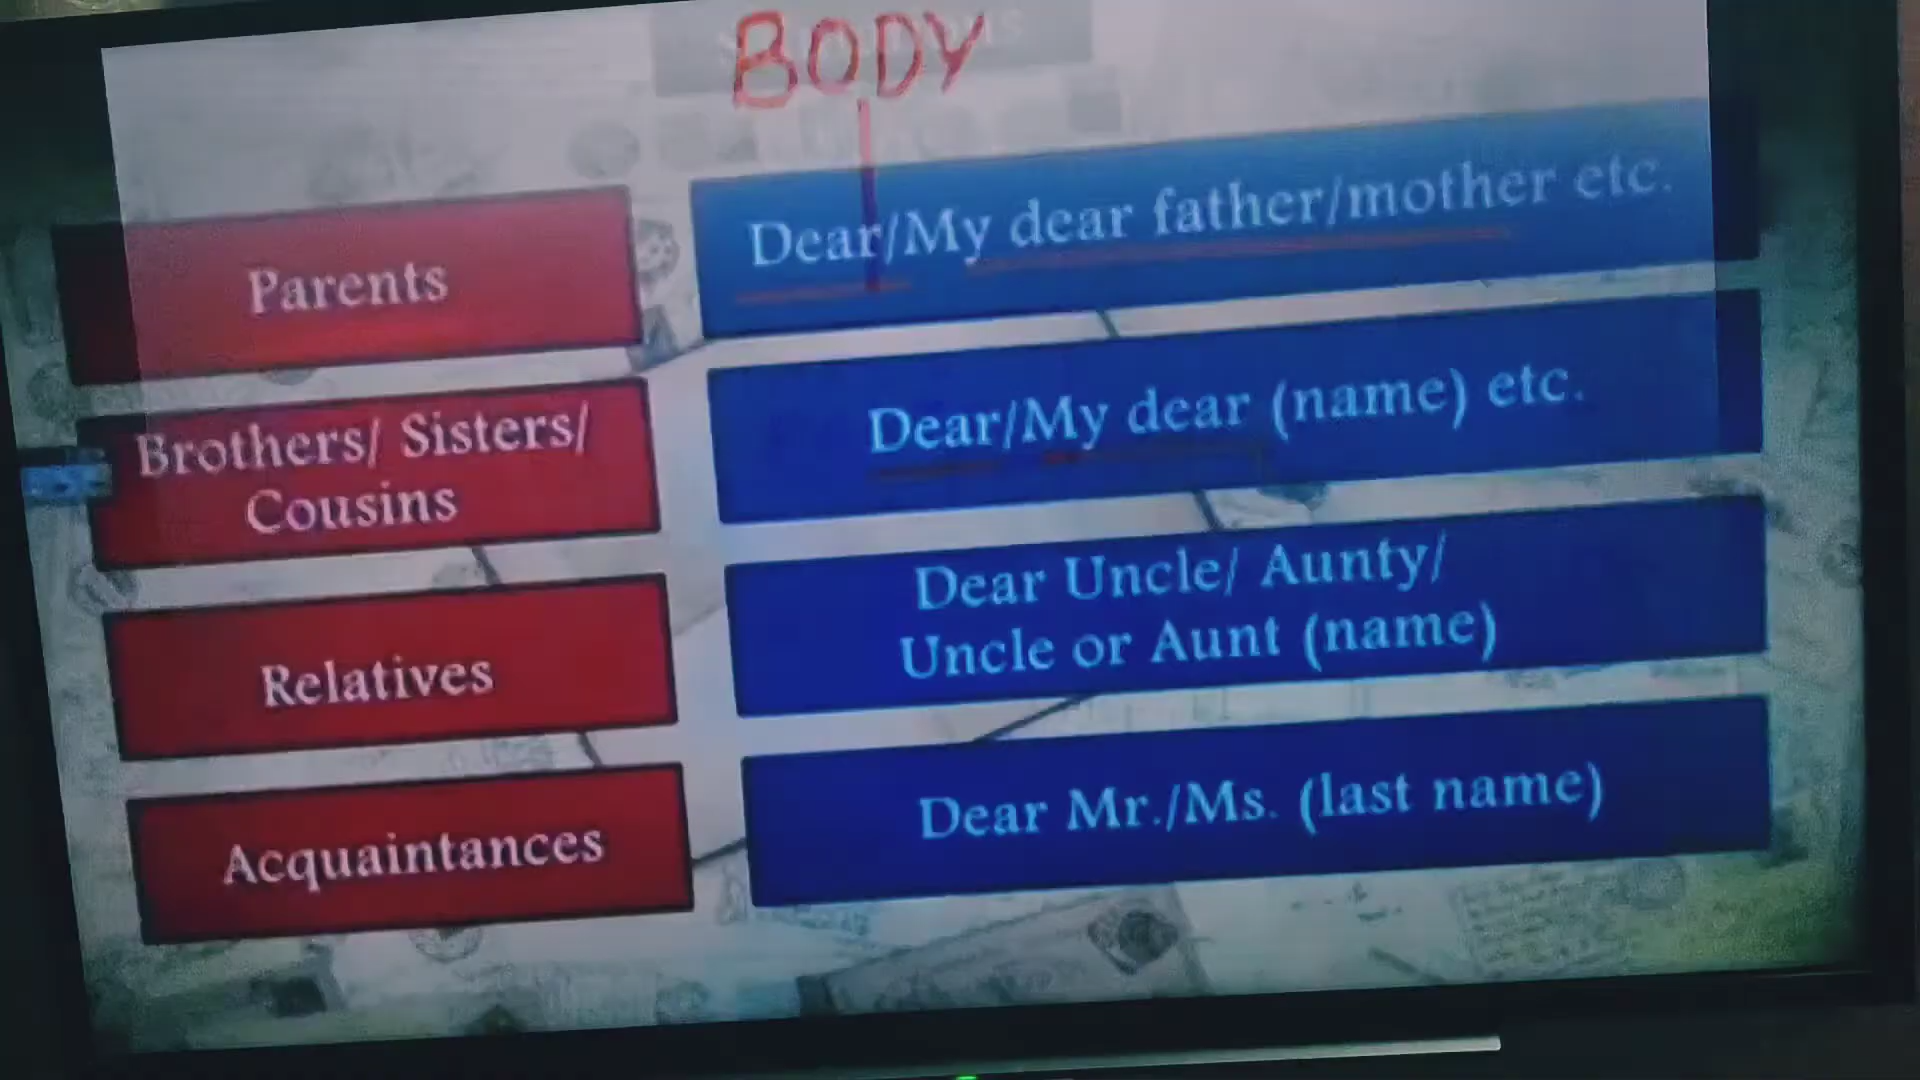 BODY
Parents
Dear/My dear father/mother etc.
Brothers/ Sisters/
Cousins
Dear/My dear (name) etc.
Relatives
Dear Uncle/ Aunty/
Uncle or Aunt (name)
Acquaintances
Dear Mr./Ms. (last name)